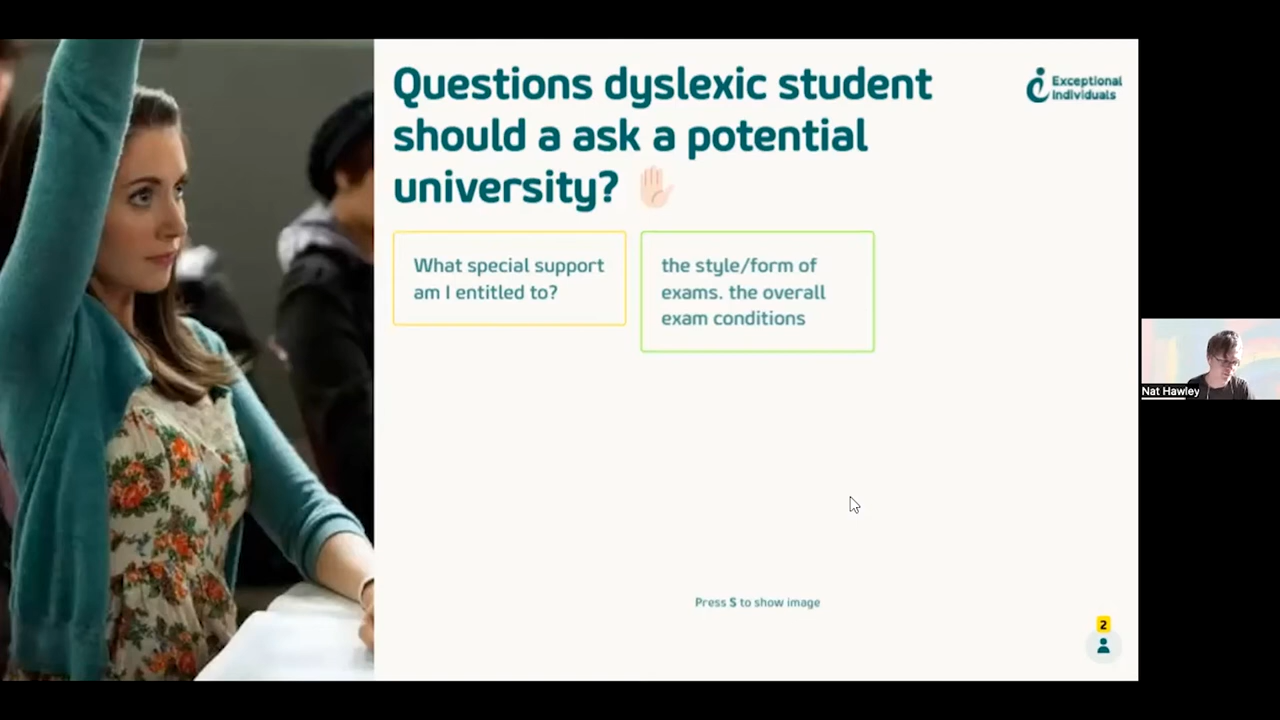 Questions dyslexic student
should a ask a potential
university? ✋🏻
Exceptional
Individuals
What special support
am I entitled to?
the style/form of
exams. the overall
exam conditions
Nat Hawley
Press S to show image
2